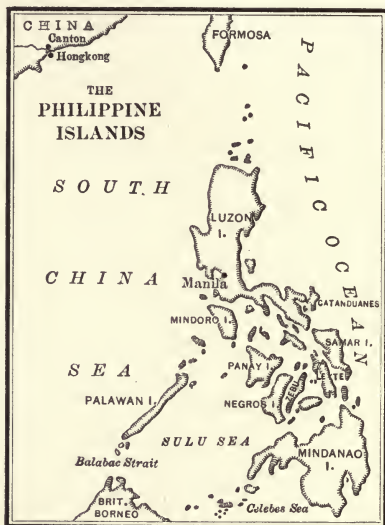 CHINA
Canton
Hongkong
FORMOSA
THE
PHILIPPINE
ISLANDS
PACIFIC OCEAN
SOUTH
CHINA
SEA
LUZON
I.
Manila
CATANDUANES
MINDORO I.
SAMAR I.
PANAY I.
LEYTE
CEBU
NEGROS I.
PALAWAN I.
SULU SEA
MINDANAO
I.
Balabac Strait
BRIT.
BORNEO
Celebes Sea